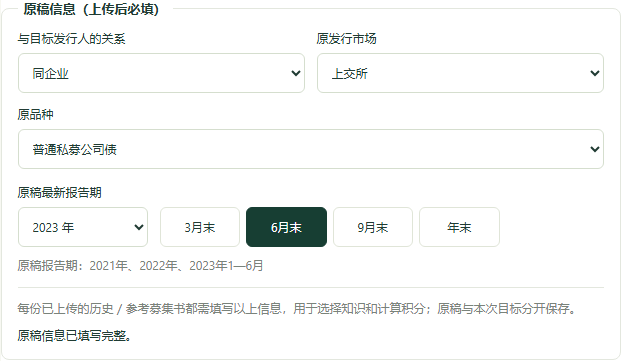 原稿信息（上传后必填）
与目标发行人的关系 原发行市场
同企业 上交所
原品种
普通私募公司债
原稿最新报告期
2023 年 3月末 6月末 9月末 年末
原稿报告期：2021年、2022年、2023年1—6月
每份已上传的历史 / 参考募集书都需填写以上信息，用于选择知识和计算积分；原稿与本次目标分开保存。
原稿信息已填写完整。